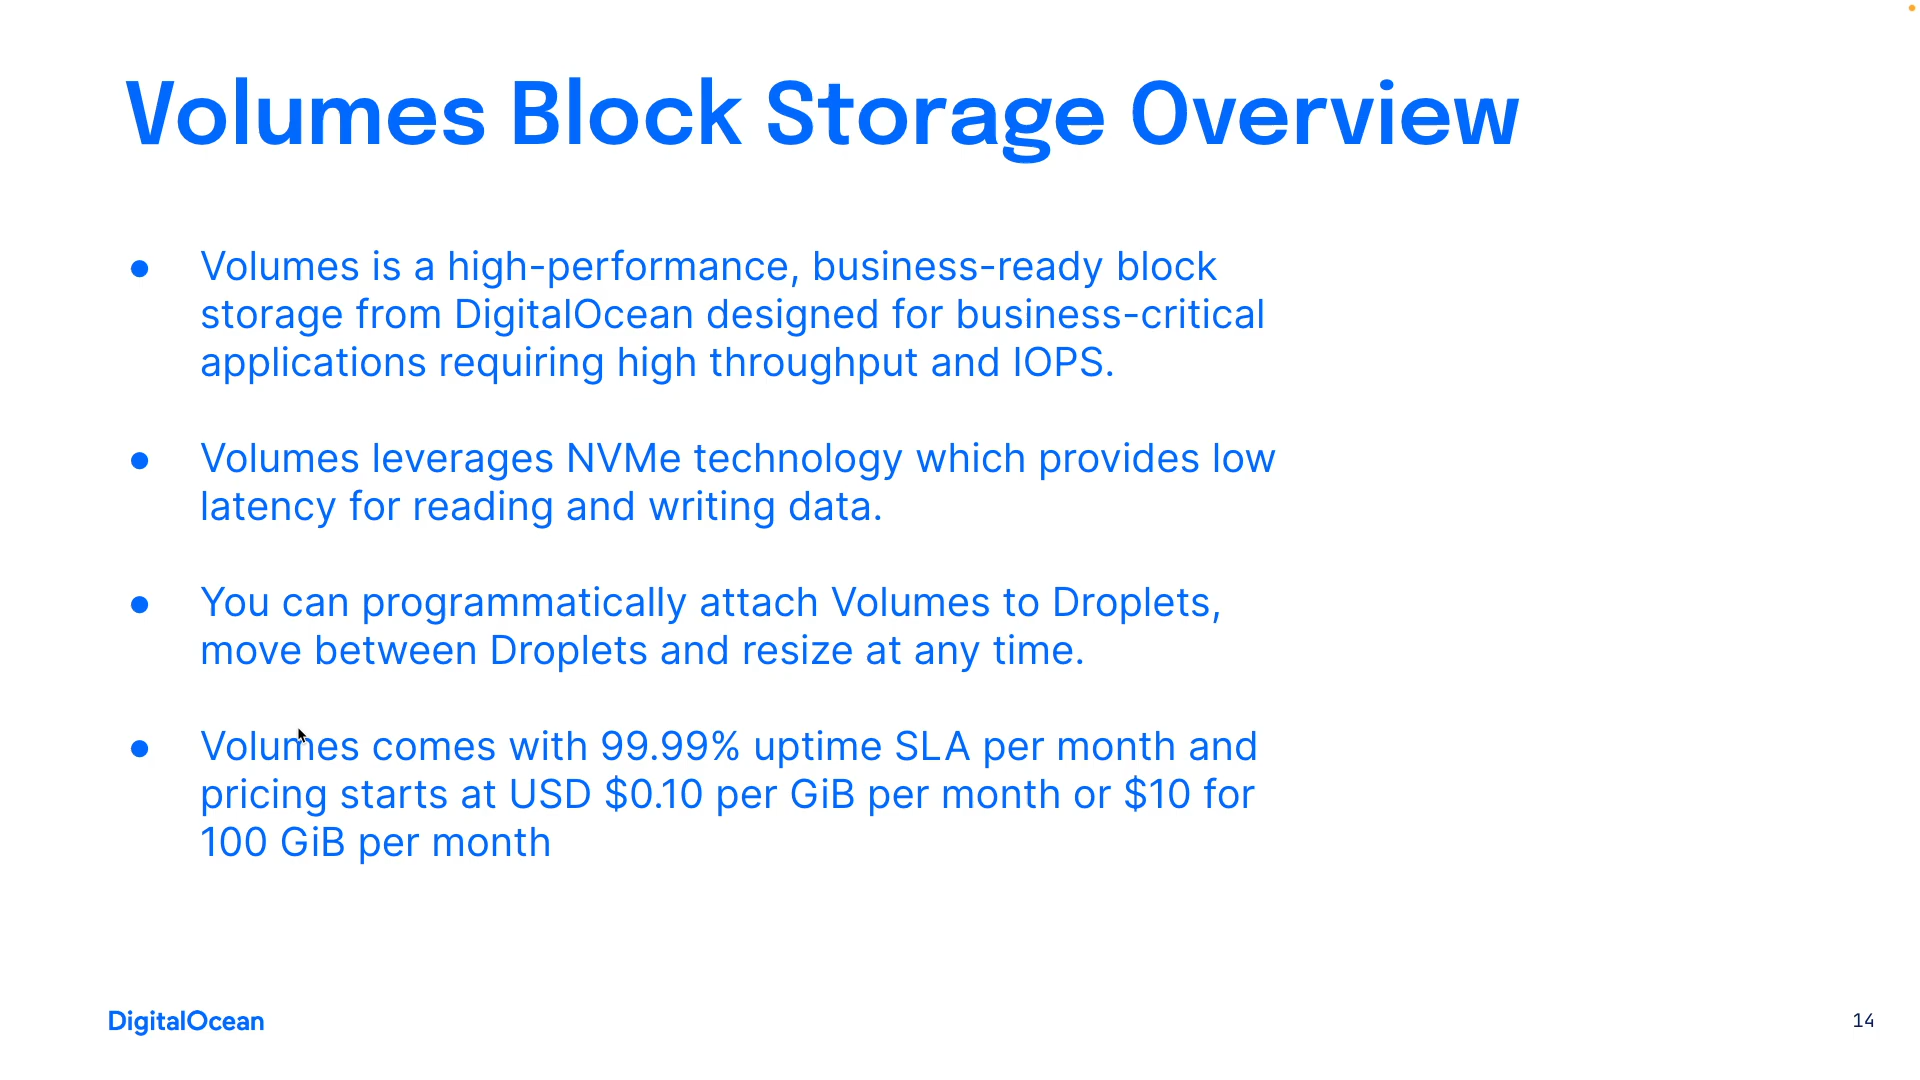 Volumes Block Storage Overview
● Volumes is a high-performance, business-ready block
storage from DigitalOcean designed for business-critical
applications requiring high throughput and IOPS.
● Volumes leverages NVMe technology which provides low
latency for reading and writing data.
● You can programmatically attach Volumes to Droplets,
move between Droplets and resize at any time.
● Volumes comes with 99.99% uptime SLA per month and
pricing starts at USD $0.10 per GiB per month or $10 for
100 GiB per month
DigitalOcean
14